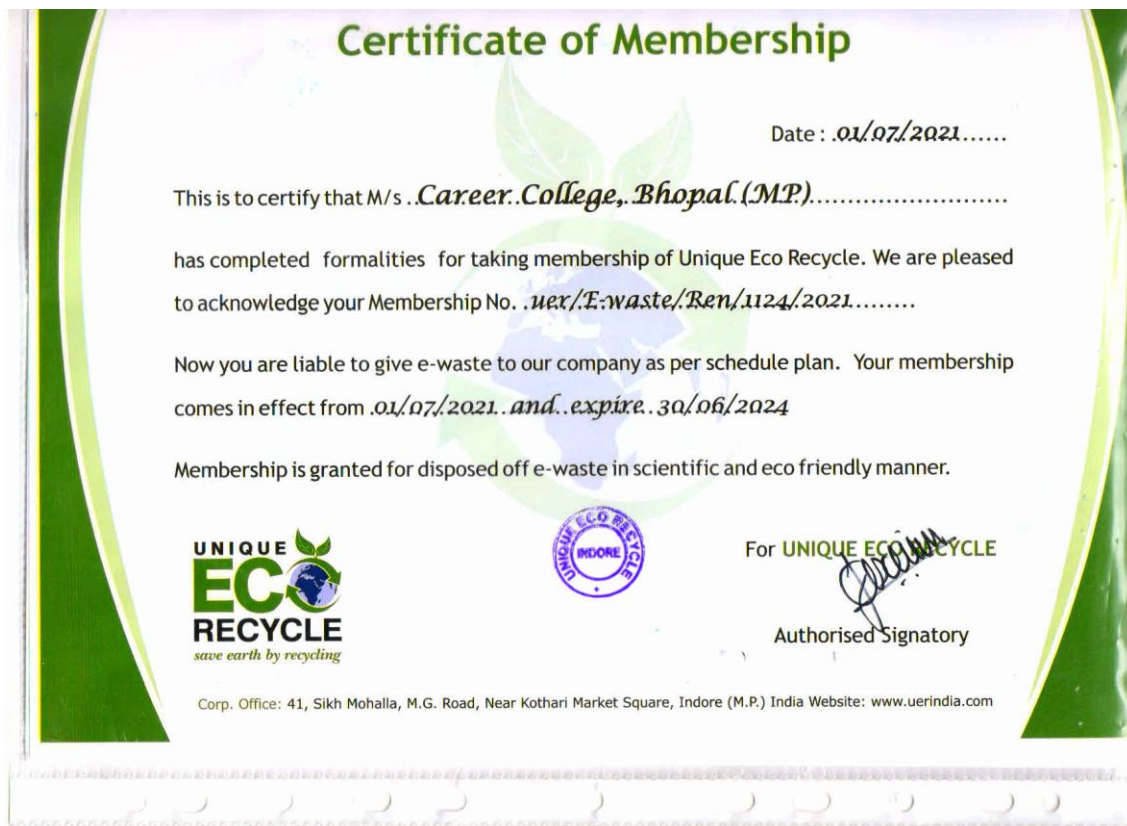 Certificate of Membership
Date : .01/07/2021......
This is to certify that M/s ..Career..College,..Bhopal.(MP)..........................
has completed formalities for taking membership of Unique Eco Recycle. We are pleased
to acknowledge your Membership No. .uer/E-waste/Ren/1124/2021.........
Now you are liable to give e-waste to our company as per schedule plan. Your membership
comes in effect from .01/07/2021..and..expire..30/06/2024
Membership is granted for disposed off e-waste in scientific and eco friendly manner.
UNIQUE
ECO
RECYCLE
save earth by recycling
UNIQUE ECO RECYCLE
INDORE
For UNIQUE ECO RECYCLE
Authorised Signatory
Corp. Office: 41, Sikh Mohalla, M.G. Road, Near Kothari Market Square, Indore (M.P.) India Website: www.uerindia.com